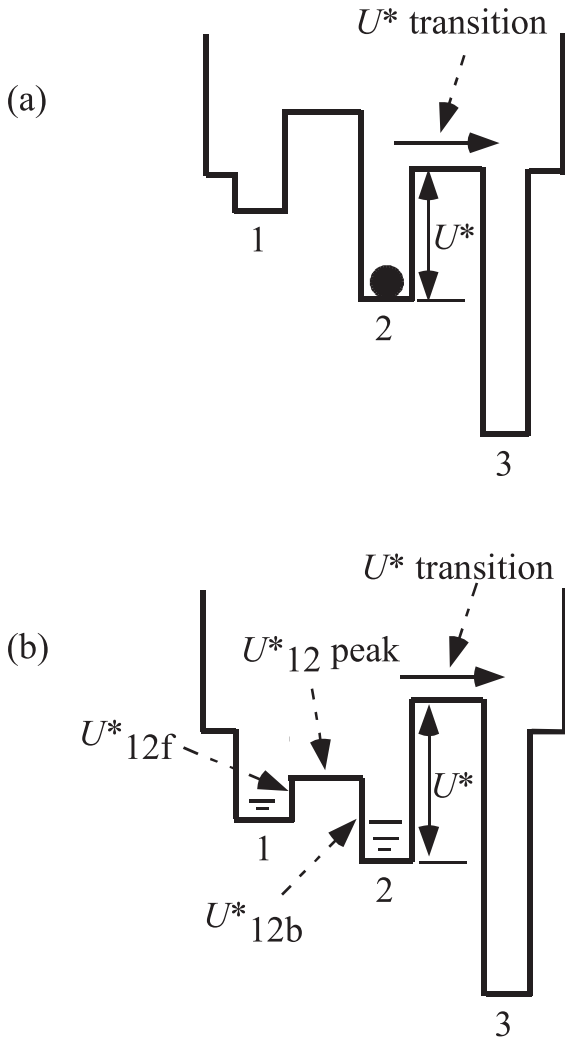 U* transition
(a)
U*
1
2
3
U* transition
(b)
U*12 peak
U*12f
U*
1
2
U*12b
3